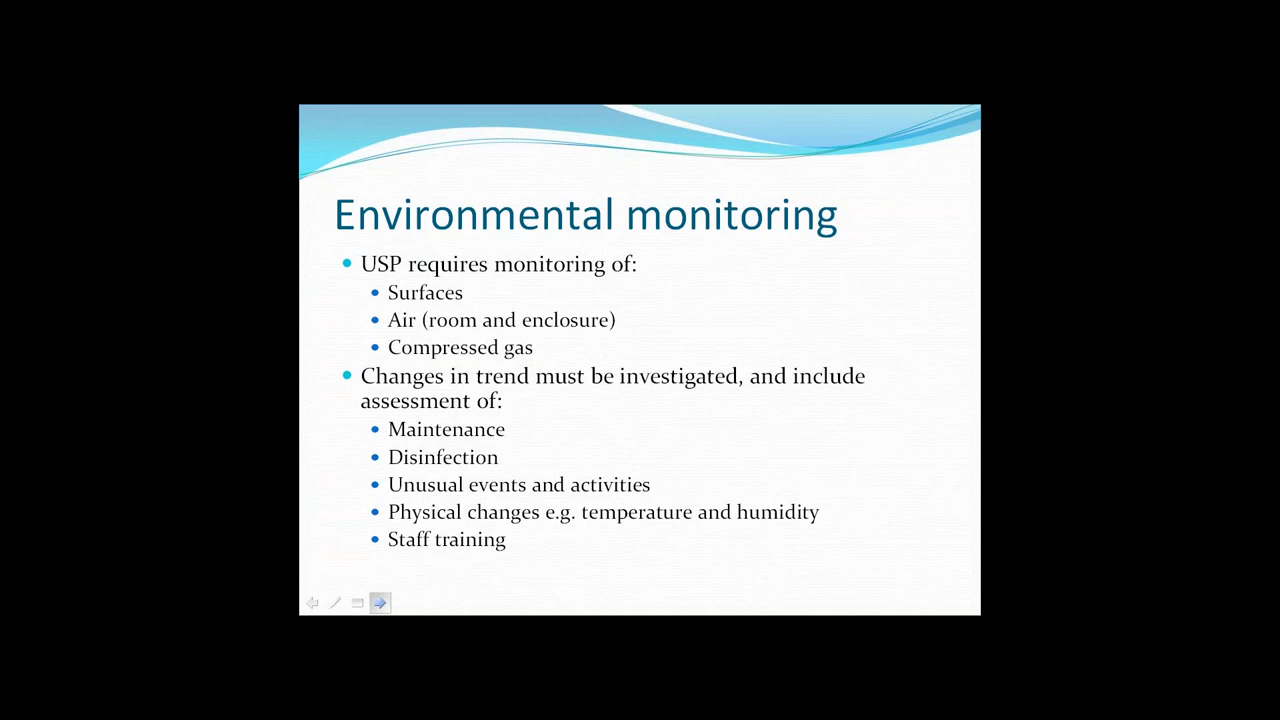 Environmental monitoring
USP requires monitoring of:
Surfaces
Air (room and enclosure)
Compressed gas
Changes in trend must be investigated, and include
assessment of:
Maintenance
Disinfection
Unusual events and activities
Physical changes e.g. temperature and humidity
Staff training